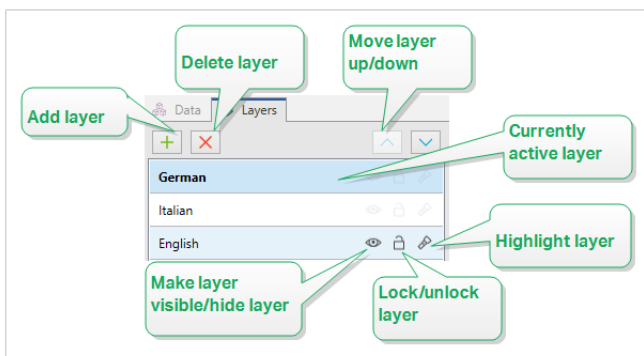 Move layer
up/down
Delete layer
Add layer
Data
Layers
Currently
active layer
German
Italian
English
Highlight layer
Make layer
visible/hide layer
Lock/unlock
layer